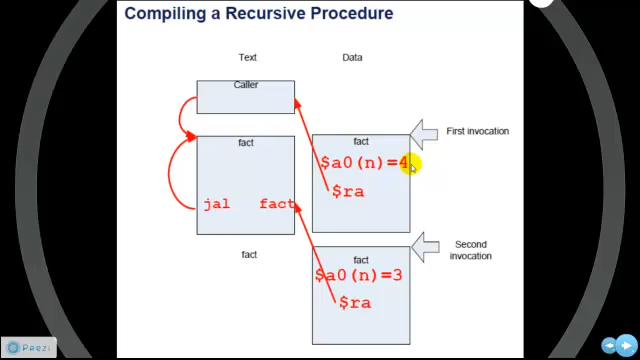 Compiling a Recursive Procedure
Text
Data
Caller
fact
jal fact
fact
fact
$a0(n)=4
$ra
First invocation
fact
$a0(n)=3
$ra
Second
invocation
Prezi